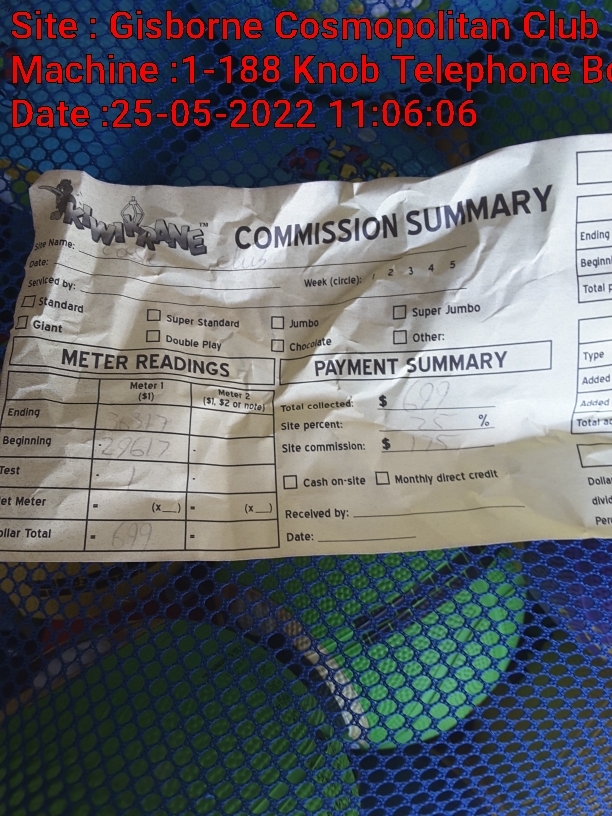 Site : Gisborne Cosmopolitan Club
Machine :1-188 Knob Telephone Bo
Date :25-05-2022 11:06:06
KIWIKRANE™ COMMISSION SUMMARY
Site Name:
Date:
Week (circle): 1 2 3 4 5
Serviced by:
Standard Super Standard Jumbo Super Jumbo
Giant Double Play Chocolate Other:
METER READINGS PAYMENT SUMMARY
Meter 1 ($1) Meter 2 ($1, $2 or note)
Total collected: $ 699
Ending
Site percent: %
Beginning 29617
Site commission: $ 175
Test
Cash on-site Monthly direct credit
et Meter = (x__) = (x__)
Received by:
ollar Total = 699 =
Date:
Ending
Beginni
Total p
Type
Added
Added
Total ad
Dolla
divid
Per